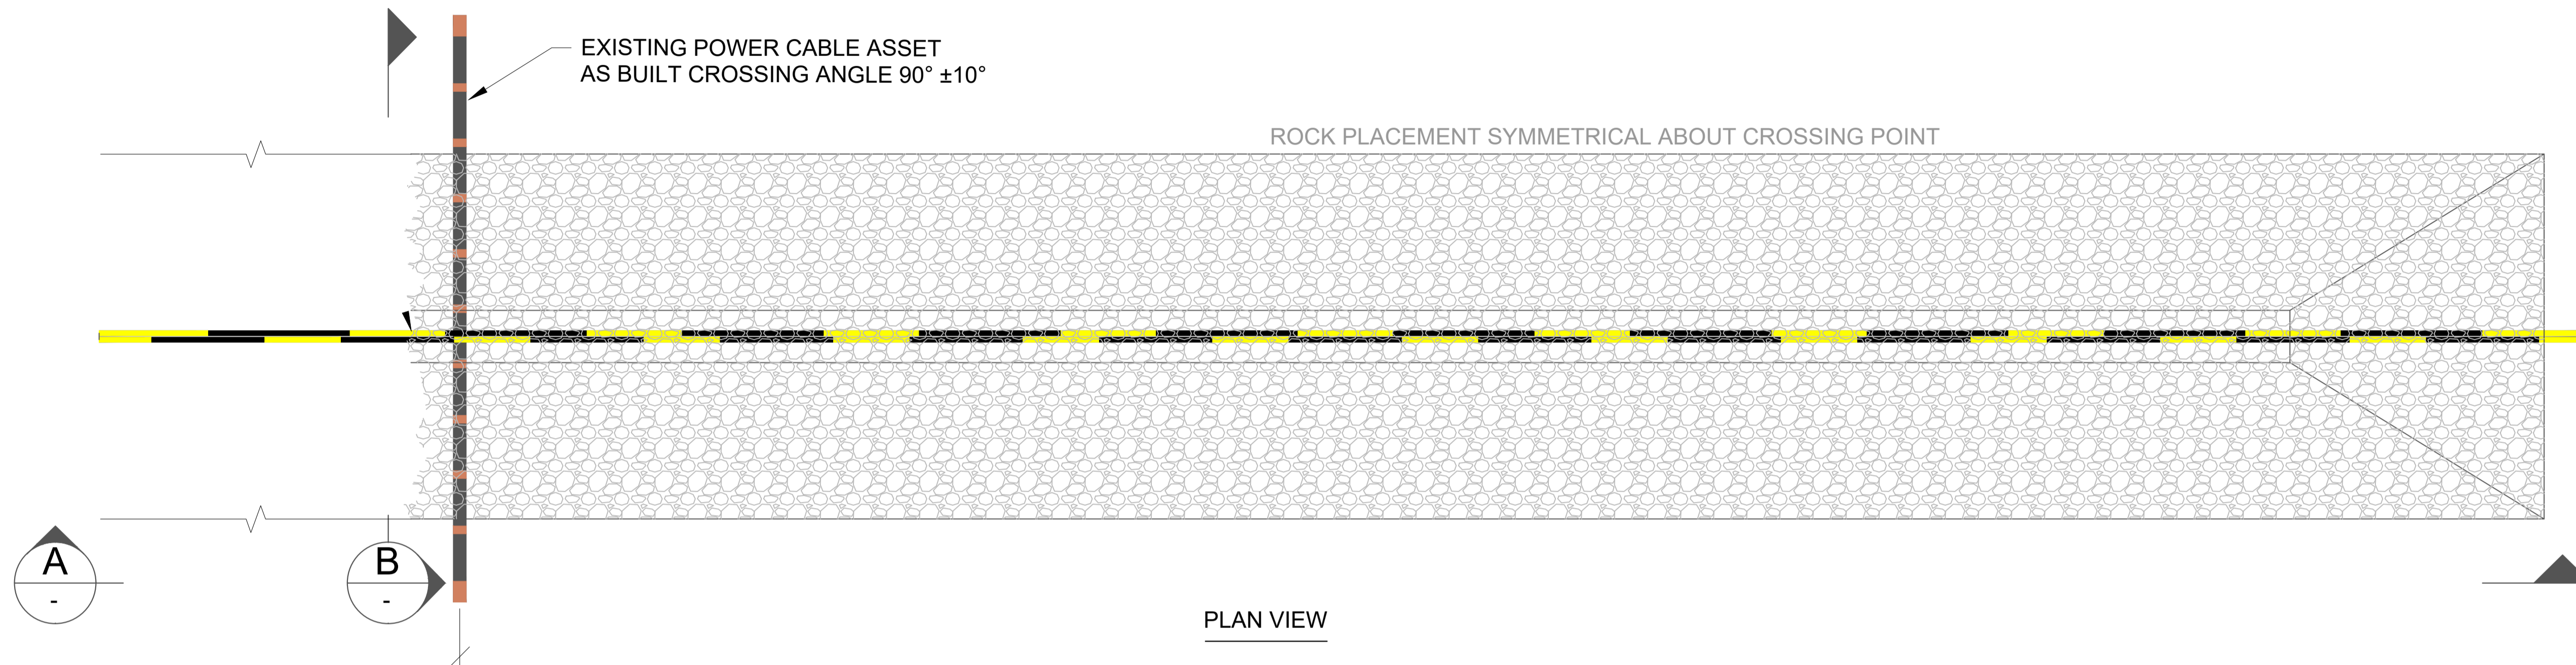 EXISTING POWER CABLE ASSET
AS BUILT CROSSING ANGLE 90° ±10°
ROCK PLACEMENT SYMMETRICAL ABOUT CROSSING POINT
A
-
B
-
PLAN VIEW